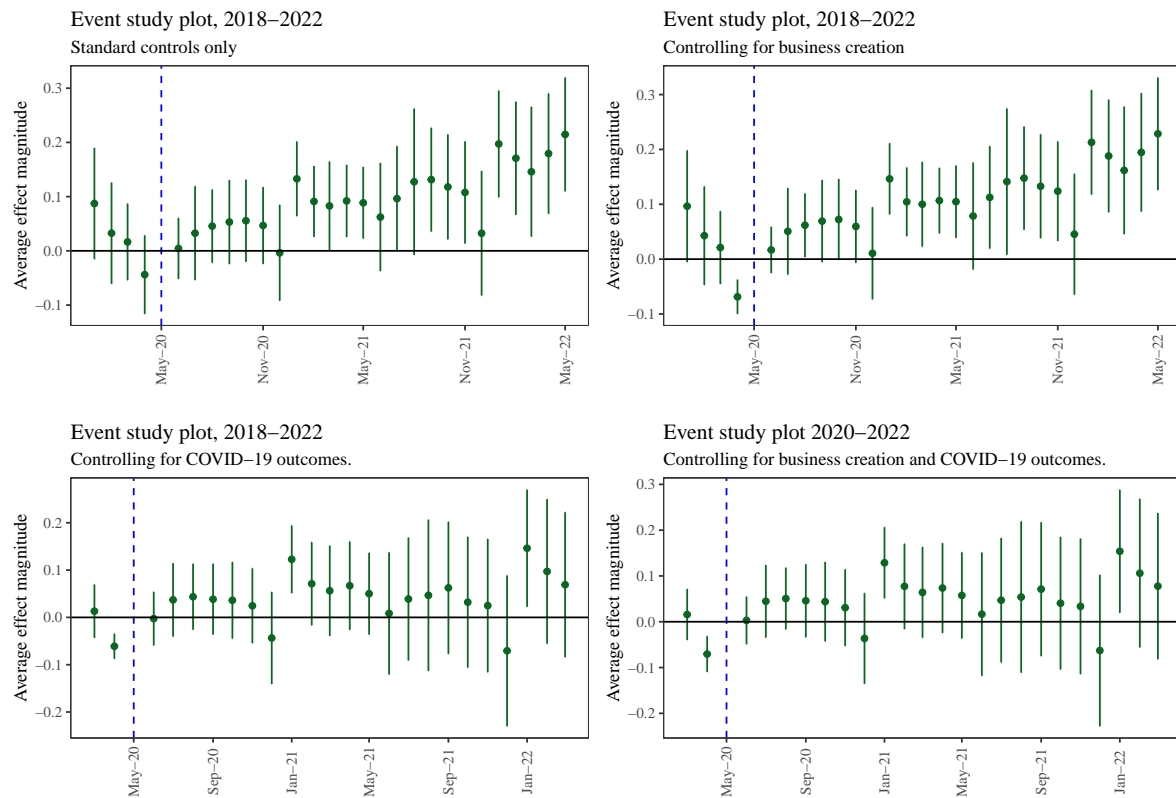 Event study plot, 2018−2022
Standard controls only
Average effect magnitude
0.3
0.2
0.1
0.0
−0.1
May−20
Nov−20
May−21
Nov−21
May−22
Event study plot, 2018−2022
Controlling for business creation
Average effect magnitude
0.3
0.2
0.1
0.0
−0.1
May−20
Nov−20
May−21
Nov−21
May−22
Event study plot, 2018−2022
Controlling for COVID−19 outcomes.
Average effect magnitude
0.2
0.1
0.0
−0.1
−0.2
May−20
Sep−20
Jan−21
May−21
Sep−21
Jan−22
Event study plot 2020−2022
Controlling for business creation and COVID−19 outcomes.
Average effect magnitude
0.3
0.2
0.1
0.0
−0.1
−0.2
May−20
Sep−20
Jan−21
May−21
Sep−21
Jan−22